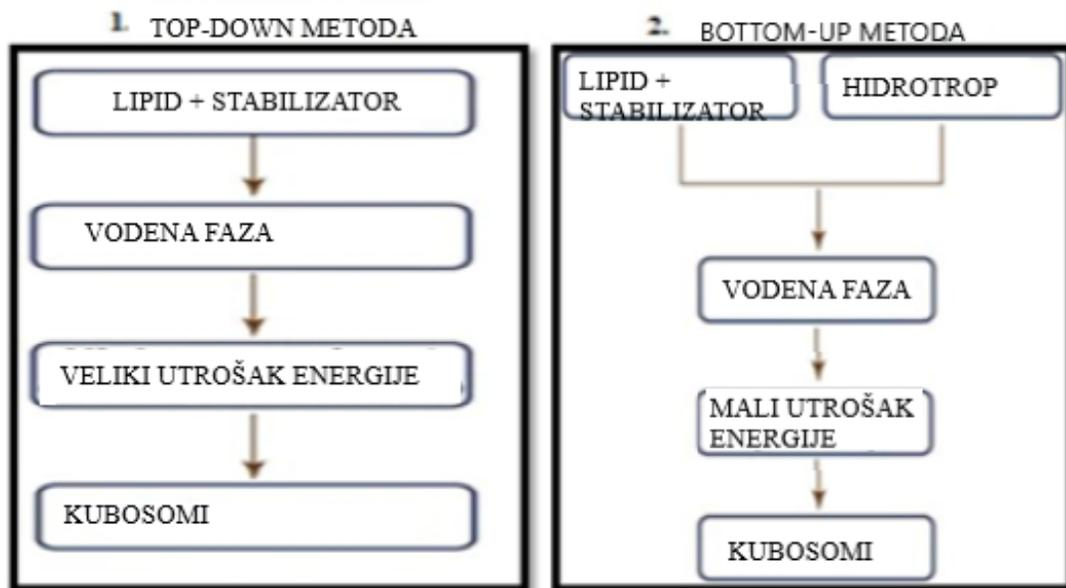 1. TOP-DOWN METODA
LIPID + STABILIZATOR
VODENA FAZA
VELIKI UTROŠAK ENERGIJE
KUBOSOMI
2. BOTTOM-UP METODA
LIPID +
STABILIZATOR
HIDROTROP
VODENA FAZA
MALI UTROŠAK
ENERGIJE
KUBOSOMI